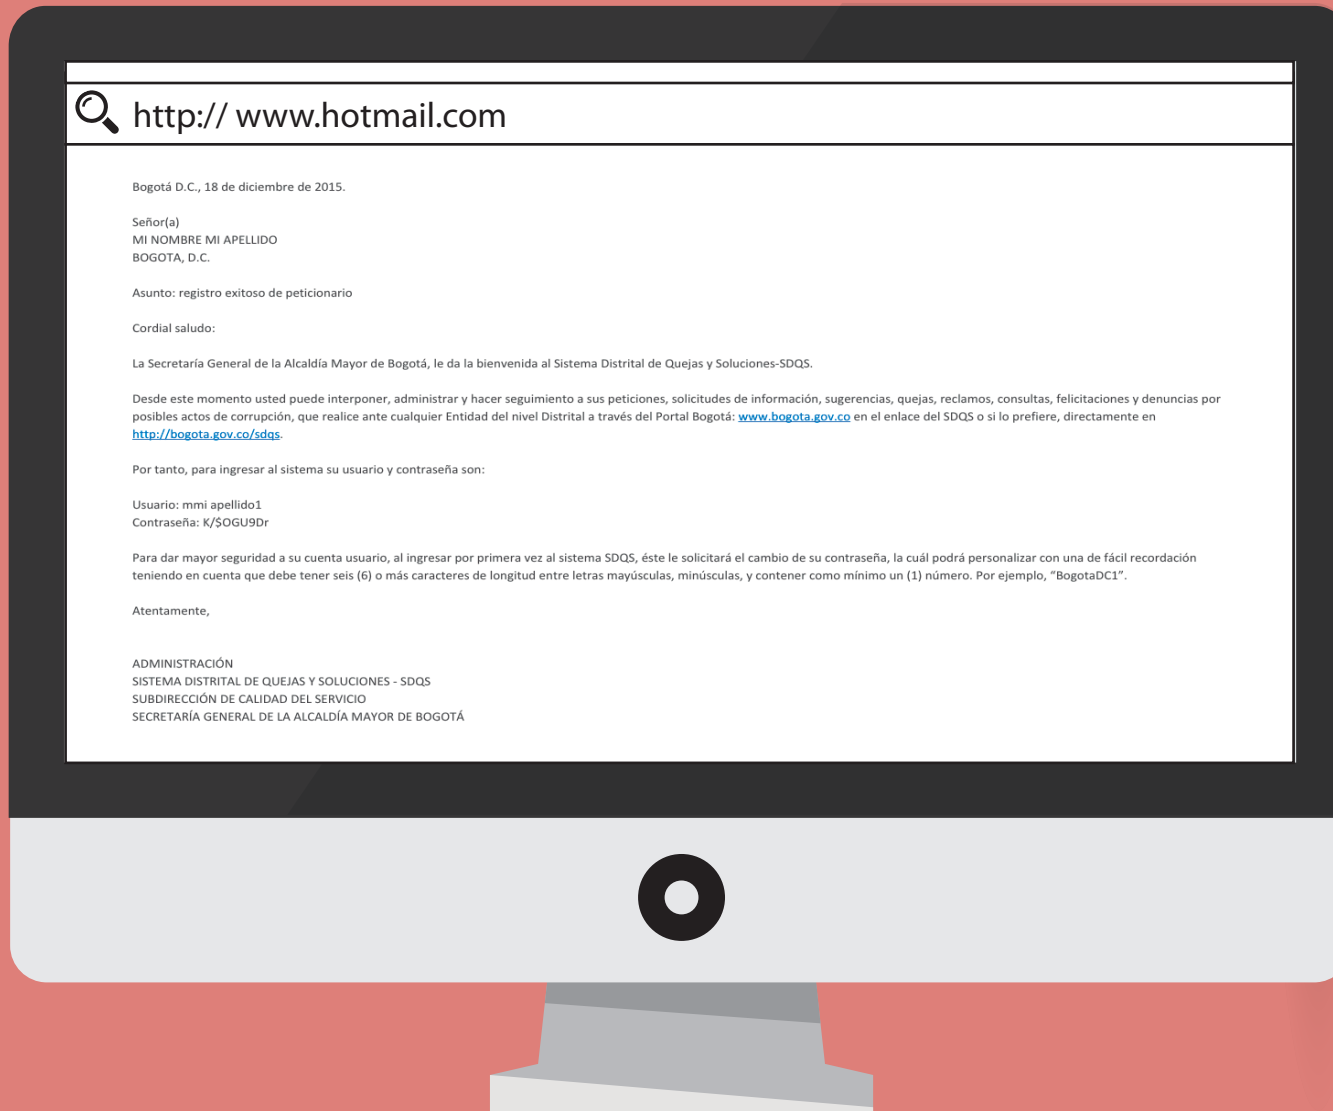 http:// www.hotmail.com
Bogotá D.C., 18 de diciembre de 2015.
Señor(a)
MI NOMBRE MI APELLIDO
BOGOTA, D.C.
Asunto: registro exitoso de peticionario
Cordial saludo:
La Secretaría General de la Alcaldía Mayor de Bogotá, le da la bienvenida al Sistema Distrital de Quejas y Soluciones-SDQS.
Desde este momento usted puede interponer, administrar y hacer seguimiento a sus peticiones, solicitudes de información, sugerencias, quejas, reclamos, consultas, felicitaciones y denuncias por
posibles actos de corrupción, que realice ante cualquier Entidad del nivel Distrital a través del Portal Bogotá: www.bogota.gov.co en el enlace del SDQS o si lo prefiere, directamente en
http://bogota.gov.co/sdqs.
Por tanto, para ingresar al sistema su usuario y contraseña son:
Usuario: mmi apellido1
Contraseña: K/$OGU9Dr
Para dar mayor seguridad a su cuenta usuario, al ingresar por primera vez al sistema SDQS, éste le solicitará el cambio de su contraseña, la cuál podrá personalizar con una de fácil recordación
teniendo en cuenta que debe tener seis (6) o más caracteres de longitud entre letras mayúsculas, minúsculas, y contener como mínimo un (1) número. Por ejemplo, “BogotaDC1”.
Atentamente,
ADMINISTRACIÓN
SISTEMA DISTRITAL DE QUEJAS Y SOLUCIONES - SDQS
SUBDIRECCIÓN DE CALIDAD DEL SERVICIO
SECRETARÍA GENERAL DE LA ALCALDÍA MAYOR DE BOGOTÁ